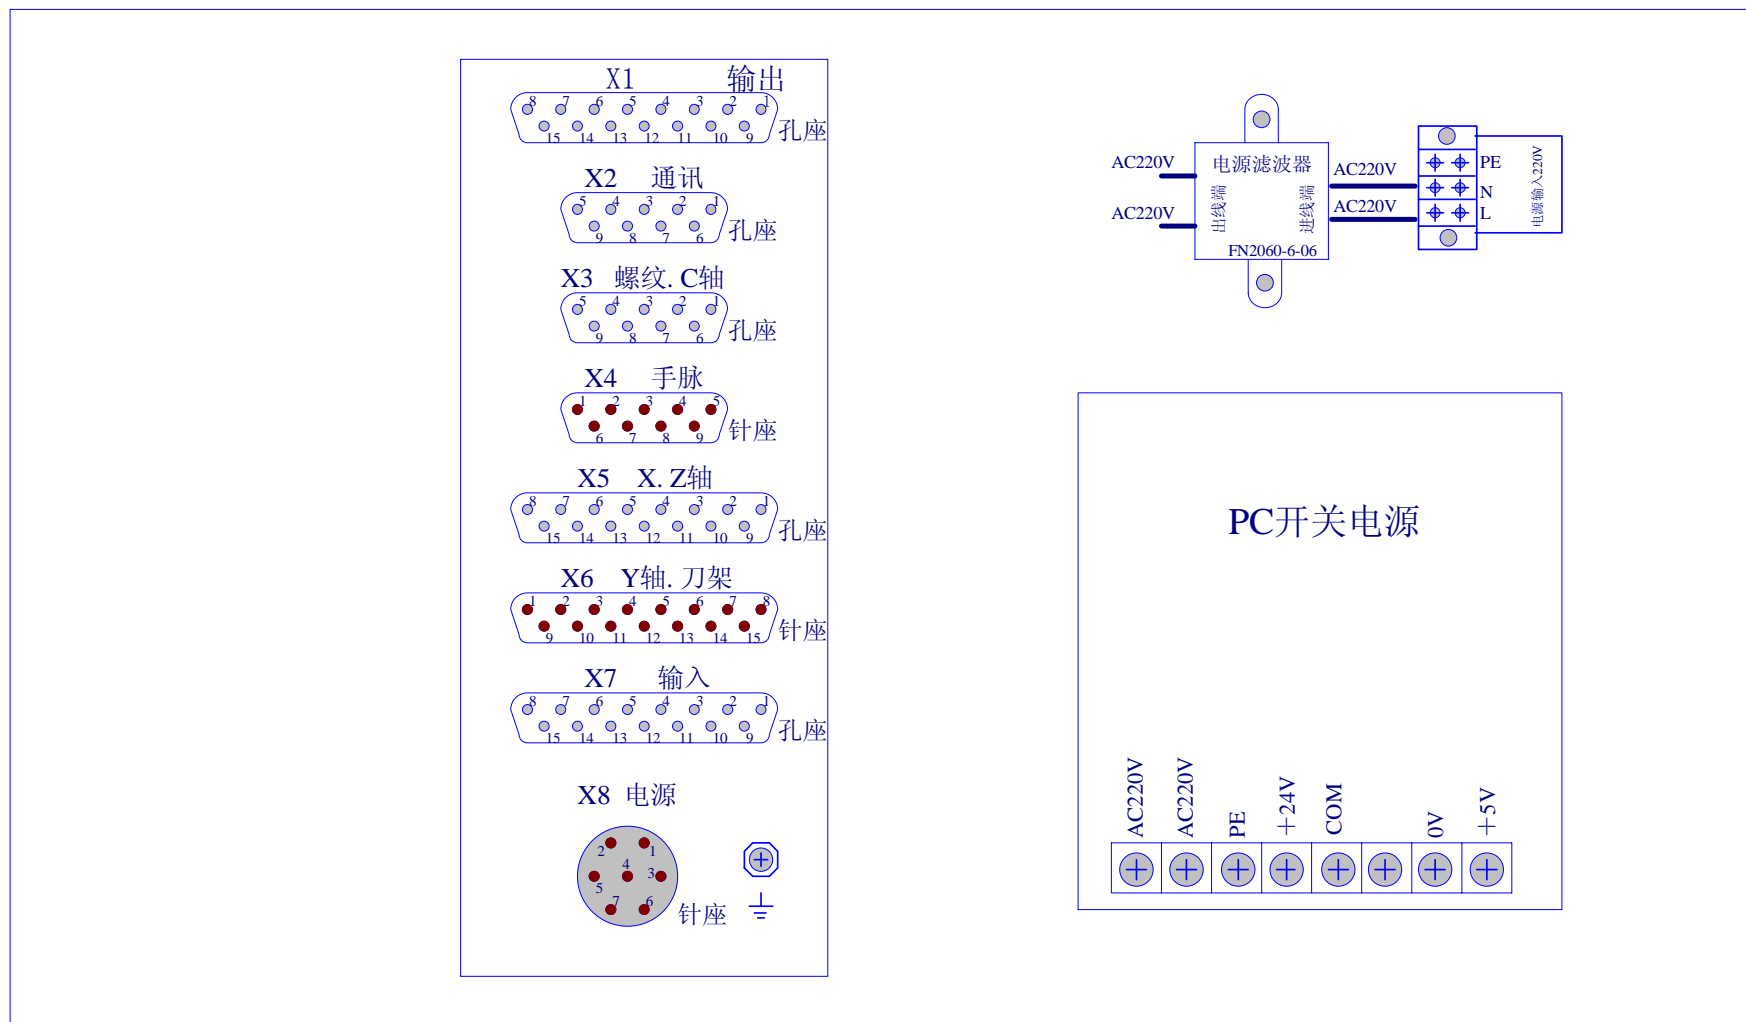 X1 输出
8 7 6 5 4 3 2 1
15 14 13 12 11 10 9
孔座
X2 通讯
5 4 3 2 1
9 8 7 6
孔座
X3 螺纹. C轴
5 4 3 2 1
9 8 7 6
孔座
X4 手脉
1 2 3 4 5
6 7 8 9
针座
X5 X. Z轴
8 7 6 5 4 3 2 1
15 14 13 12 11 10 9
孔座
X6 Y轴. 刀架
1 2 3 4 5 6 7 8
9 10 11 12 13 14 15
针座
X7 输入
8 7 6 5 4 3 2 1
15 14 13 12 11 10 9
孔座
X8 电源
2 1
4
5 3
7 6
针座
AC220V
AC220V
电源滤波器
出线端
进线端
FN2060-6-06
AC220V
AC220V
PE
N
L
电源输入220V
PC开关电源
AC220V
AC220V
PE
+24V
COM
0V
+5V